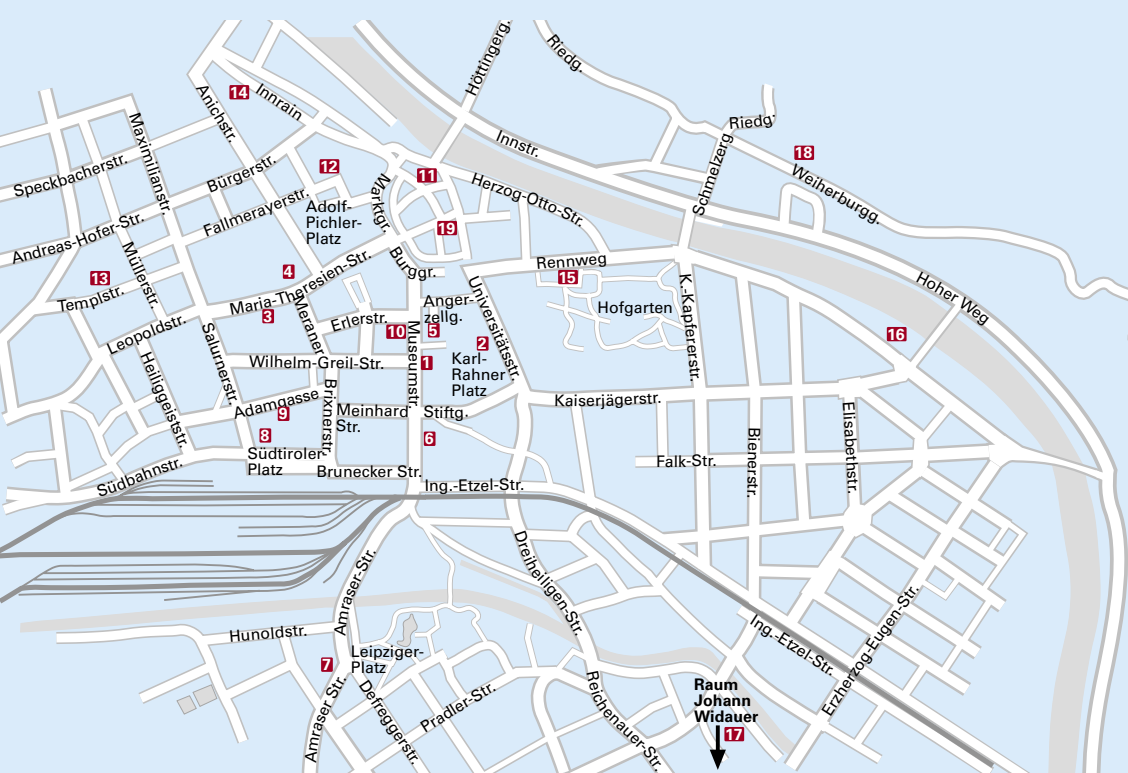 Höttingerg.
Riedg.
14
Innrain
Anichstr.
Riedg.
Innstr.
Maximilianstr.
Schmelzerg.
18
Weiherburgg.
Speckbacherstr.
Bürgerstr.
12
11
Herzog-Otto-Str.
Marktgr.
Fallmerayerstr.
Adolf-
Pichler-
Platz
19
Andreas-Hofer-Str.
Müllerstr.
Burggr.
Rennweg
13
4
15
Templstr.
Maria-Theresien-Str.
Universitätsstr.
K.-Kapfererstr.
Hoher Weg
3
Meraner
Erlerstr.
10
Anger-
zellg.
5
Hofgarten
Leopoldstr.
Salurnerstr.
Museumstr.
2
16
Heiliggeiststr.
Wilhelm-Greil-Str.
1
Karl-
Rahner
Platz
Adamgasse
9
Brixnerstr.
Meinhard
Str.
Stiftg.
Kaiserjägerstr.
8
6
Bienerstr.
Elisabethstr.
Südtiroler
Platz
Falk-Str.
Südbahnstr.
Brunecker Str.
Ing.-Etzel-Str.
Amraser-Str.
Dreiheiligen-Str.
Hunoldstr.
Ing.-Etzel-Str.
Erzherzog-Eugen-Str.
7
Leipziger-
Platz
Amraser Str.
Defreggerstr.
Pradler-Str.
Reichenauer-Str.
Raum
Johann
Widauer
17